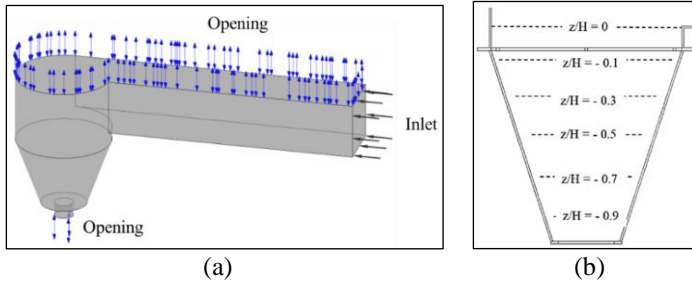 Opening
Inlet
Opening
(a)
z/H = 0
z/H = - 0.1
z/H = - 0.3
z/H = - 0.5
z/H = - 0.7
z/H = - 0.9
(b)